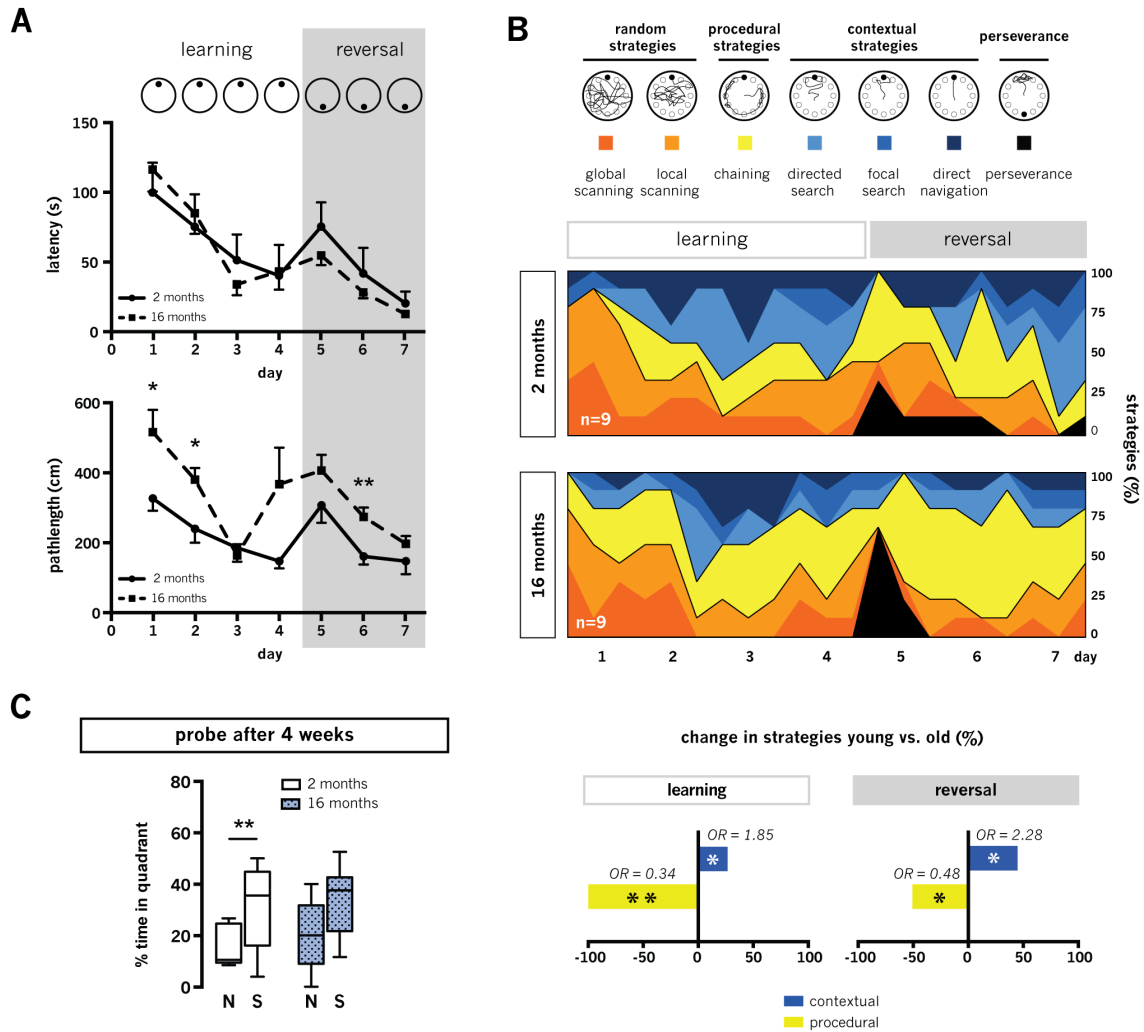 A
learning
reversal
150
100
50
0
latency (s)
2 months
16 months
0 1 2 3 4 5 6 7
day
600
400
200
0
pathlength (cm)
*
*
**
2 months
16 months
0 1 2 3 4 5 6 7
day
B
random strategies
procedural strategies
contextual strategies
perseverance
global scanning
local scanning
chaining
directed search
focal search
direct navigation
perseverance
learning
reversal
2 months
n=9
100
75
50
25
0
16 months
n=9
100
75
50
25
0
strategies (%)
1 2 3 4 5 6 7 day
C
probe after 4 weeks
80
60
40
20
0
% time in quadrant
2 months
16 months
**
N S N S
change in strategies young vs. old (%)
learning
OR = 1.85
*
OR = 0.34
**
-100 -50 0 50 100
reversal
OR = 2.28
*
OR = 0.48
*
-100 -50 0 50 100
contextual
procedural